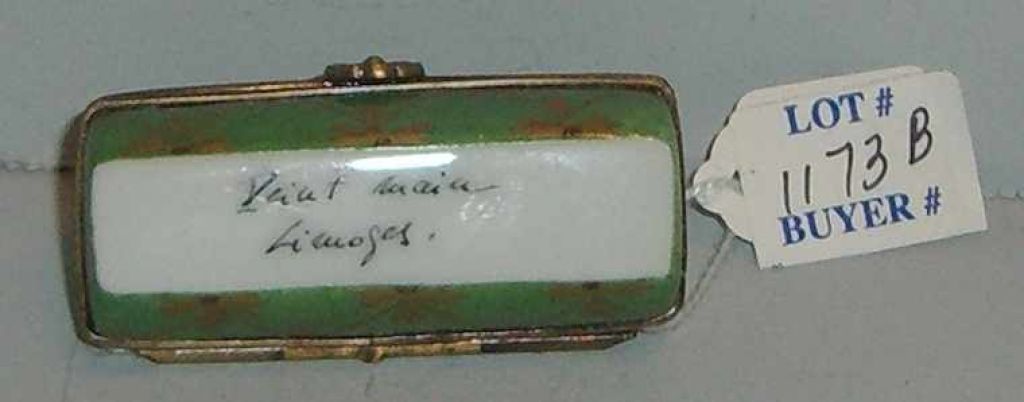 Peint main
Limoges.
LOT #
1173 B
BUYER #